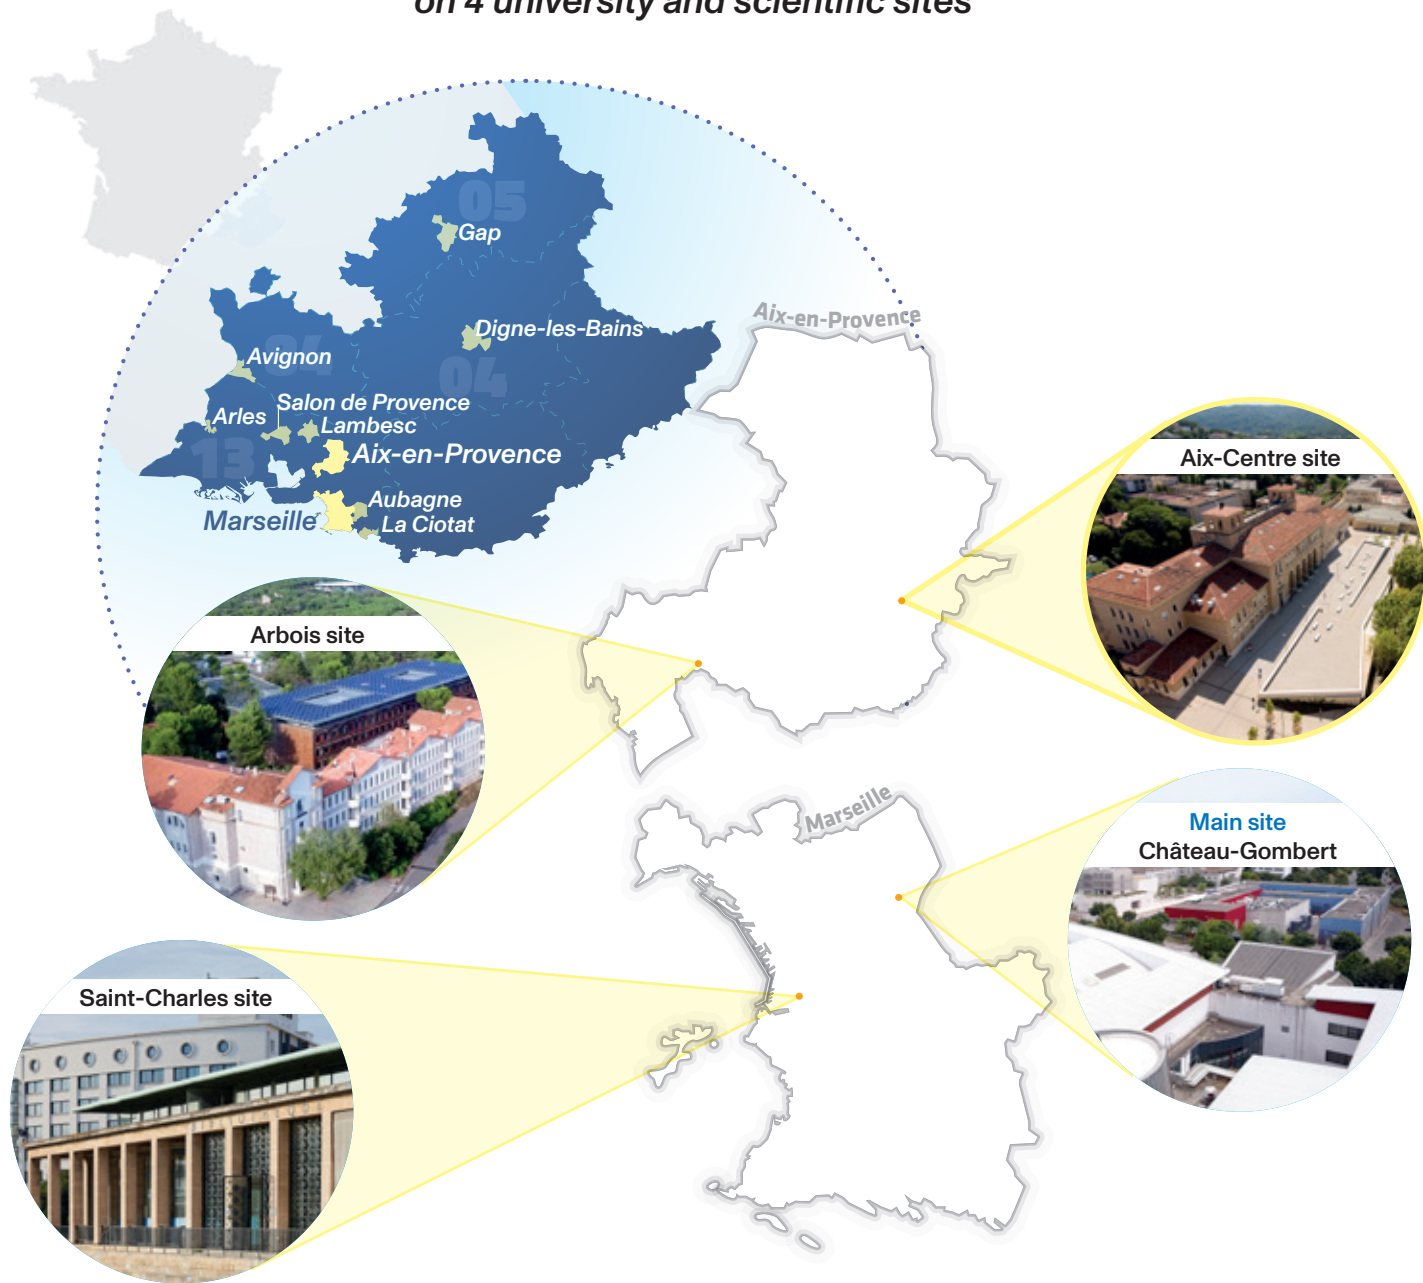 on 4 university and scientific sites
05
Gap
Aix-en-Provence
Digne-les-Bains
84
Avignon
04
Salon de Provence
Arles
Lambesc
13
Aix-en-Provence
Aix-Centre site
Aubagne
Marseille
La Ciotat
Arbois site
Marseille
Main site
Château-Gombert
Saint-Charles site